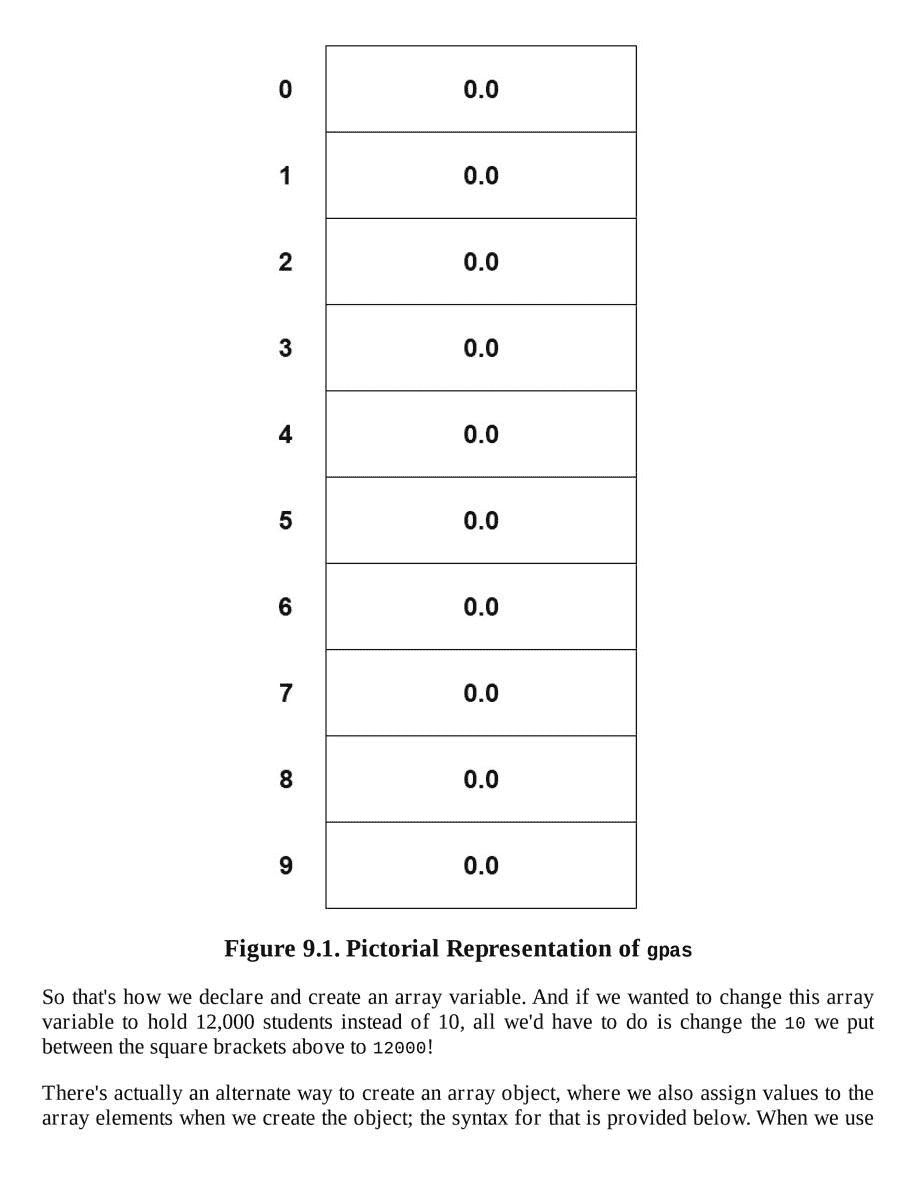 0 0.0
1 0.0
2 0.0
3 0.0
4 0.0
5 0.0
6 0.0
7 0.0
8 0.0
9 0.0
Figure 9.1. Pictorial Representation of gpas
So that's how we declare and create an array variable. And if we wanted to change this array
variable to hold 12,000 students instead of 10, all we'd have to do is change the 10 we put
between the square brackets above to 12000!
There's actually an alternate way to create an array object, where we also assign values to the
array elements when we create the object; the syntax for that is provided below. When we use